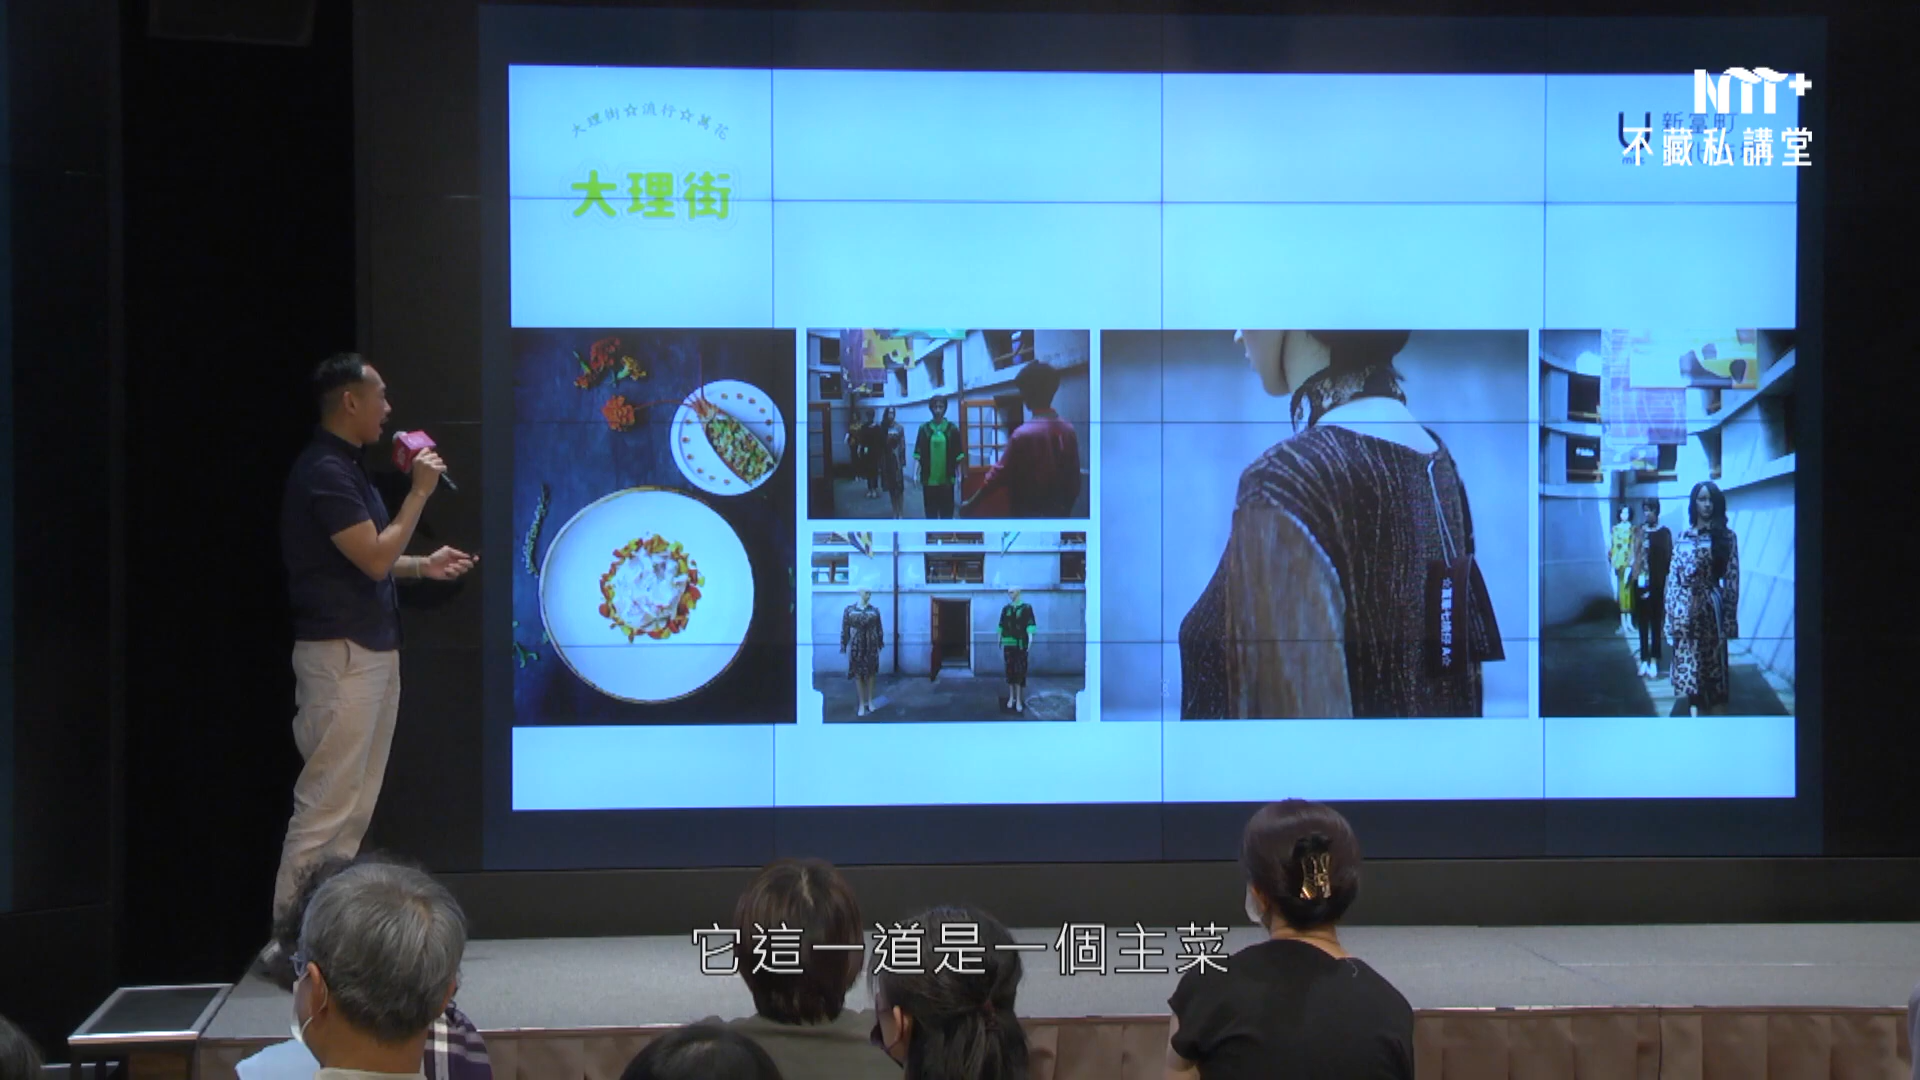 大理街☆流行☆萬花
大理街
NTT+
不藏私講堂
新富町
它這一道是一個主菜